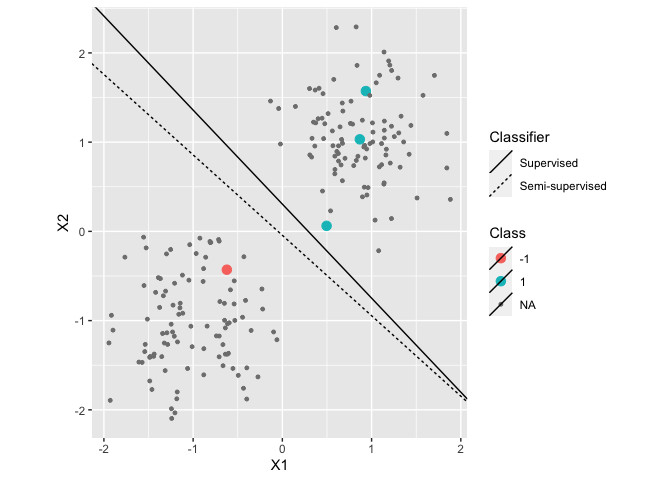 2
1
0
-1
-2
X2
-2
-1
0
1
2
X1
Classifier
Supervised
Semi-supervised
Class
-1
1
NA